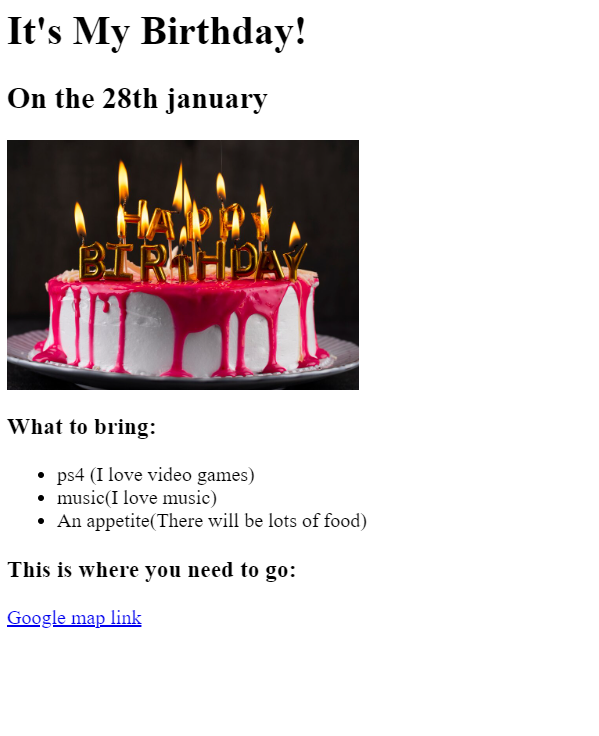 It's My Birthday!
On the 28th january
HAPPY
BIRTHDAY
What to bring:
ps4 (I love video games)
music(I love music)
An appetite(There will be lots of food)
This is where you need to go:
Google map link